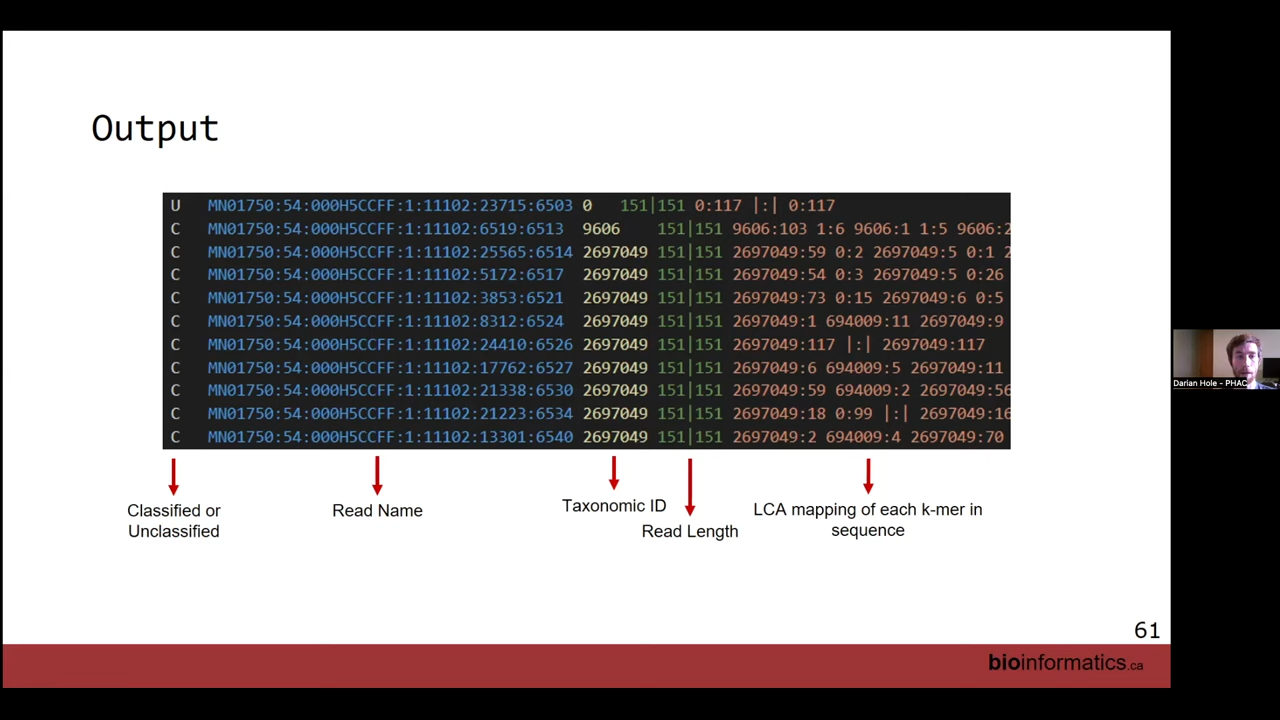 Output
U MN01750:54:000H5CCFF:1:11102:23715:6503 0 151|151 0:117 |:| 0:117
C MN01750:54:000H5CCFF:1:11102:6519:6513 9606 151|151 9606:103 1:6 9606:1 1:5 9606:2
C MN01750:54:000H5CCFF:1:11102:25565:6514 2697049 151|151 2697049:59 0:2 2697049:5 0:1 2
C MN01750:54:000H5CCFF:1:11102:5172:6517 2697049 151|151 2697049:54 0:3 2697049:5 0:26
C MN01750:54:000H5CCFF:1:11102:3853:6521 2697049 151|151 2697049:73 0:15 2697049:6 0:5
C MN01750:54:000H5CCFF:1:11102:8312:6524 2697049 151|151 2697049:1 694009:11 2697049:9
C MN01750:54:000H5CCFF:1:11102:24410:6526 2697049 151|151 2697049:117 |:| 2697049:117
C MN01750:54:000H5CCFF:1:11102:17762:6527 2697049 151|151 2697049:6 694009:5 2697049:11
C MN01750:54:000H5CCFF:1:11102:21338:6530 2697049 151|151 2697049:59 694009:2 2697049:56
C MN01750:54:000H5CCFF:1:11102:21223:6534 2697049 151|151 2697049:18 0:99 |:| 2697049:16
C MN01750:54:000H5CCFF:1:11102:13301:6540 2697049 151|151 2697049:2 694009:4 2697049:70
Classified or
Unclassified
Read Name
Taxonomic ID
Read Length
LCA mapping of each k-mer in
sequence
Darian Hole - PHAC
61
bioinformatics.ca